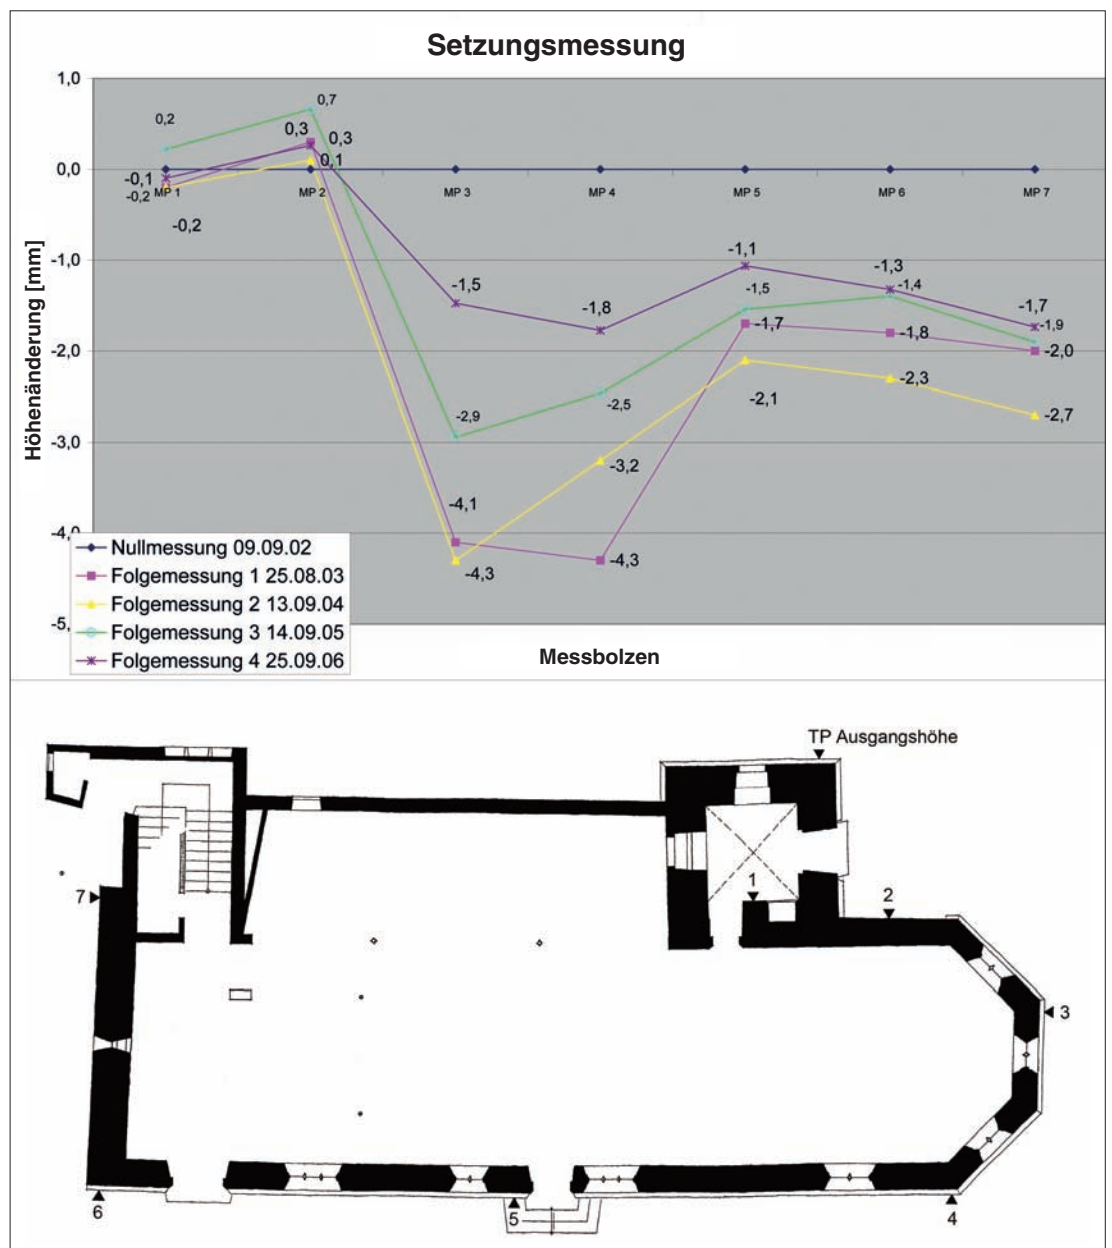 Setzungsmessung
Höhenänderung [mm]
1,0
0,0
-1,0
-2,0
-3,0
-4,0
-5,
0,2
0,7
0,3
0,3
0,1
-0,1
-0,2
-0,2
MP 1
MP 2
MP 3
MP 4
MP 5
MP 6
MP 7
-1,5
-1,8
-1,1
-1,3
-1,4
-1,7
-1,9
-1,5
-1,7
-1,8
-2,0
-2,9
-2,5
-2,1
-2,3
-2,7
-3,2
-4,1
-4,3
-4,3
Nullmessung 09.09.02
Folgemessung 1 25.08.03
Folgemessung 2 13.09.04
Folgemessung 3 14.09.05
Folgemessung 4 25.09.06
Messbolzen
TP Ausgangshöhe
1
2
3
4
5
6
7